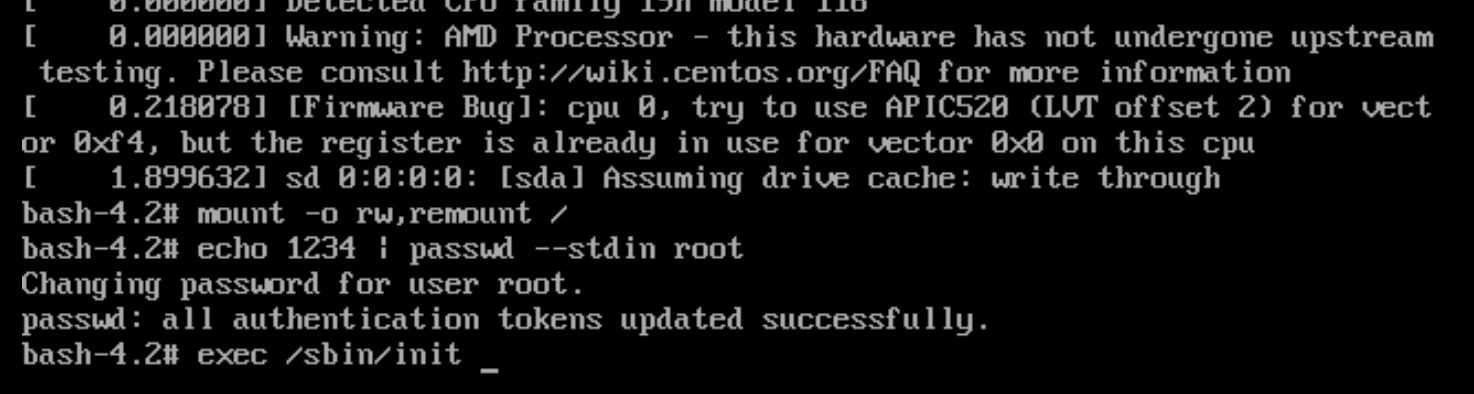 [    0.000000] Detected CPU family 19h model 116
[    0.000000] Warning: AMD Processor - this hardware has not undergone upstream
 testing. Please consult http://wiki.centos.org/FAQ for more information
[    0.218078] [Firmware Bug]: cpu 0, try to use APIC520 (LVT offset 2) for vect
or 0xf4, but the register is already in use for vector 0x0 on this cpu
[    1.899632] sd 0:0:0:0: [sda] Assuming drive cache: write through
bash-4.2# mount -o rw,remount /
bash-4.2# echo 1234 | passwd --stdin root
Changing password for user root.
passwd: all authentication tokens updated successfully.
bash-4.2# exec /sbin/init _